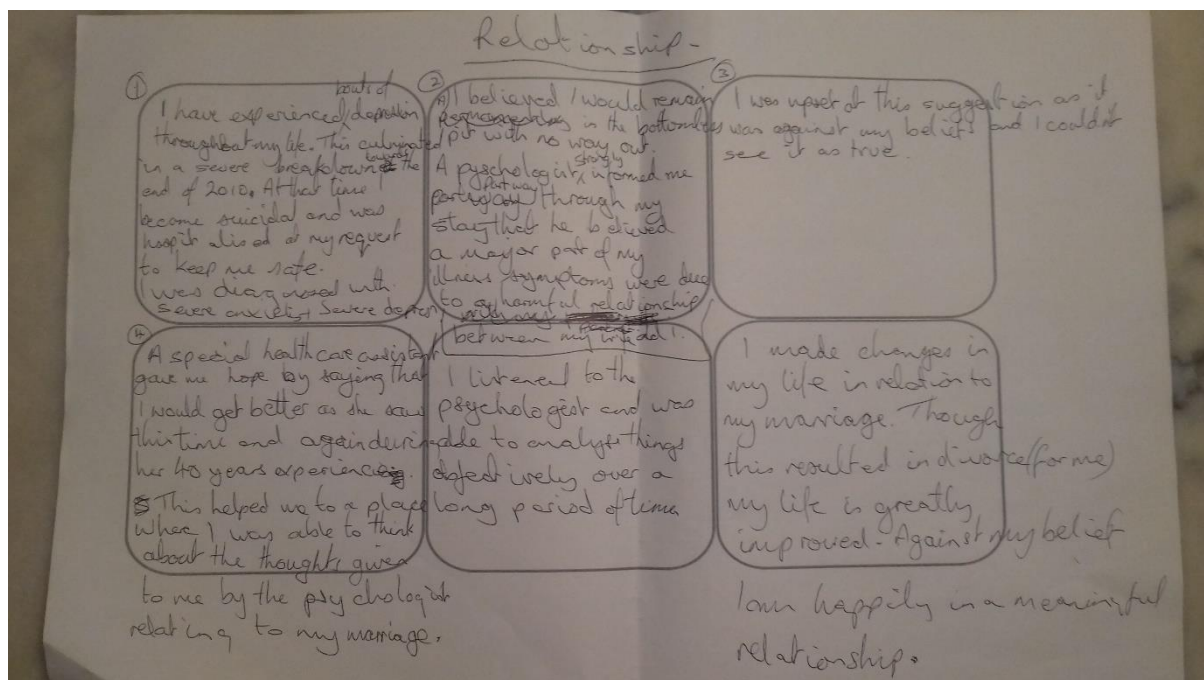 Relationship -
①
bouts of
I have experienced depression
throughout my life. This culminated
in a severe breakdown towards the
end of 2010. At that time I
became suicidal and was
hospitalised at my request
to keep me safe.
I was diagnosed with
severe anxiety, severe depression
②
A) I believed I would remain
in the bottomless
pit with no way out.
strongly
A pyschologist informed me
part way
through my
stay that he believed
a major part of my
illness symptoms were due
to a harmful relationship
between my
③
I was upset at this suggestion as it
was against my beliefs and I couldn't
see it as true.
④
A special health care assistant
gave me hope by saying that
I would get better as she saw
this time and again during
her 40 years experience.
This helped me to a place
where I was able to think
about the thoughts given
to me by the psychologist
relating to my marriage.
I listened to the
psychologist and was
able to analyse things
objectively over a
long period of time
I made changes in
my life in relation to
my marriage. Though
this resulted in divorce (for me)
my life is greatly
improved - Against my belief
I am happily in a meaningful
relationship.